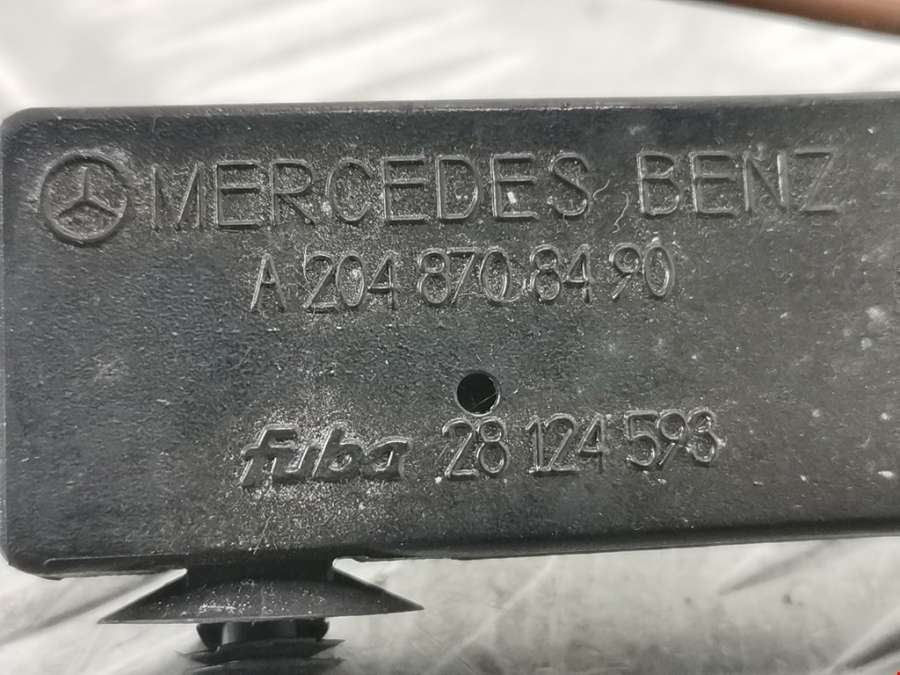 MERCEDES BENZ
A 204 870 84 90
fuba 28 124 593